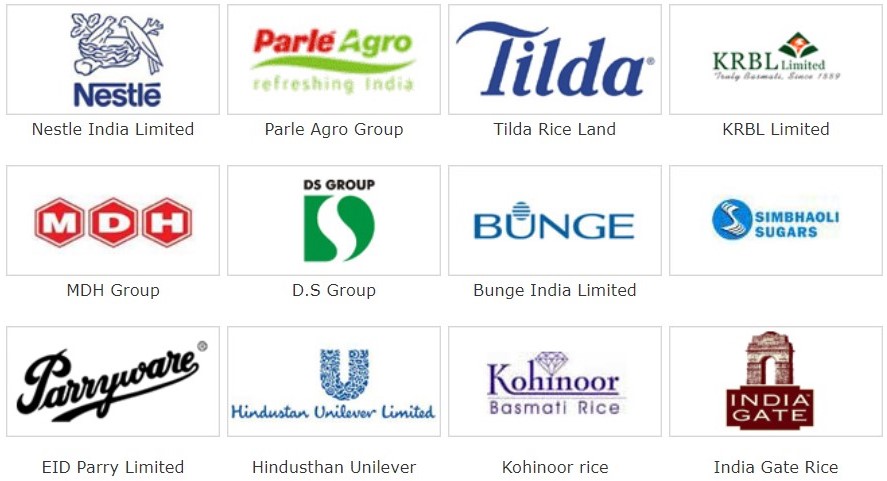 Nestlé
Parlé Agro
refreshing India
Tilda®
KRBL Limited
Truly Basmati, Since 1889
Nestle India Limited
Parle Agro Group
Tilda Rice Land
KRBL Limited
MDH
DS GROUP
BUNGE
SIMBHAOLI
SUGARS
MDH Group
D.S Group
Bunge India Limited
Parryware®
Hindustan Unilever Limited
Kohinoor
Basmati Rice
INDIA
GATE
EID Parry Limited
Hindusthan Unilever
Kohinoor rice
India Gate Rice